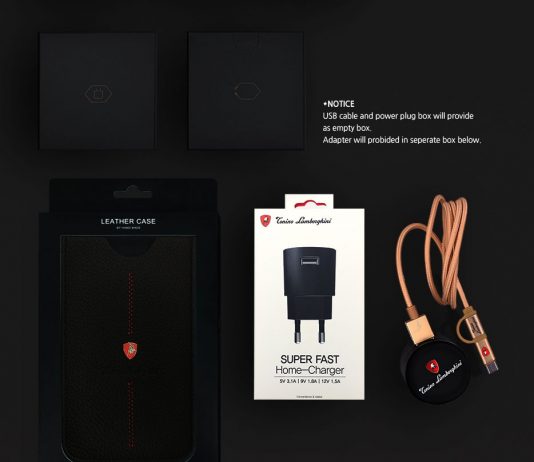 *NOTICE
USB cable and power plug box will provide
as empty box.
Adapter will probided in seperate box below.
LEATHER CASE
Tonino Lamborghini
SUPER FAST
Home-Charger
5V 3.1A | 9V 1.8A | 12V 1.5A
Tonino Lamborghini